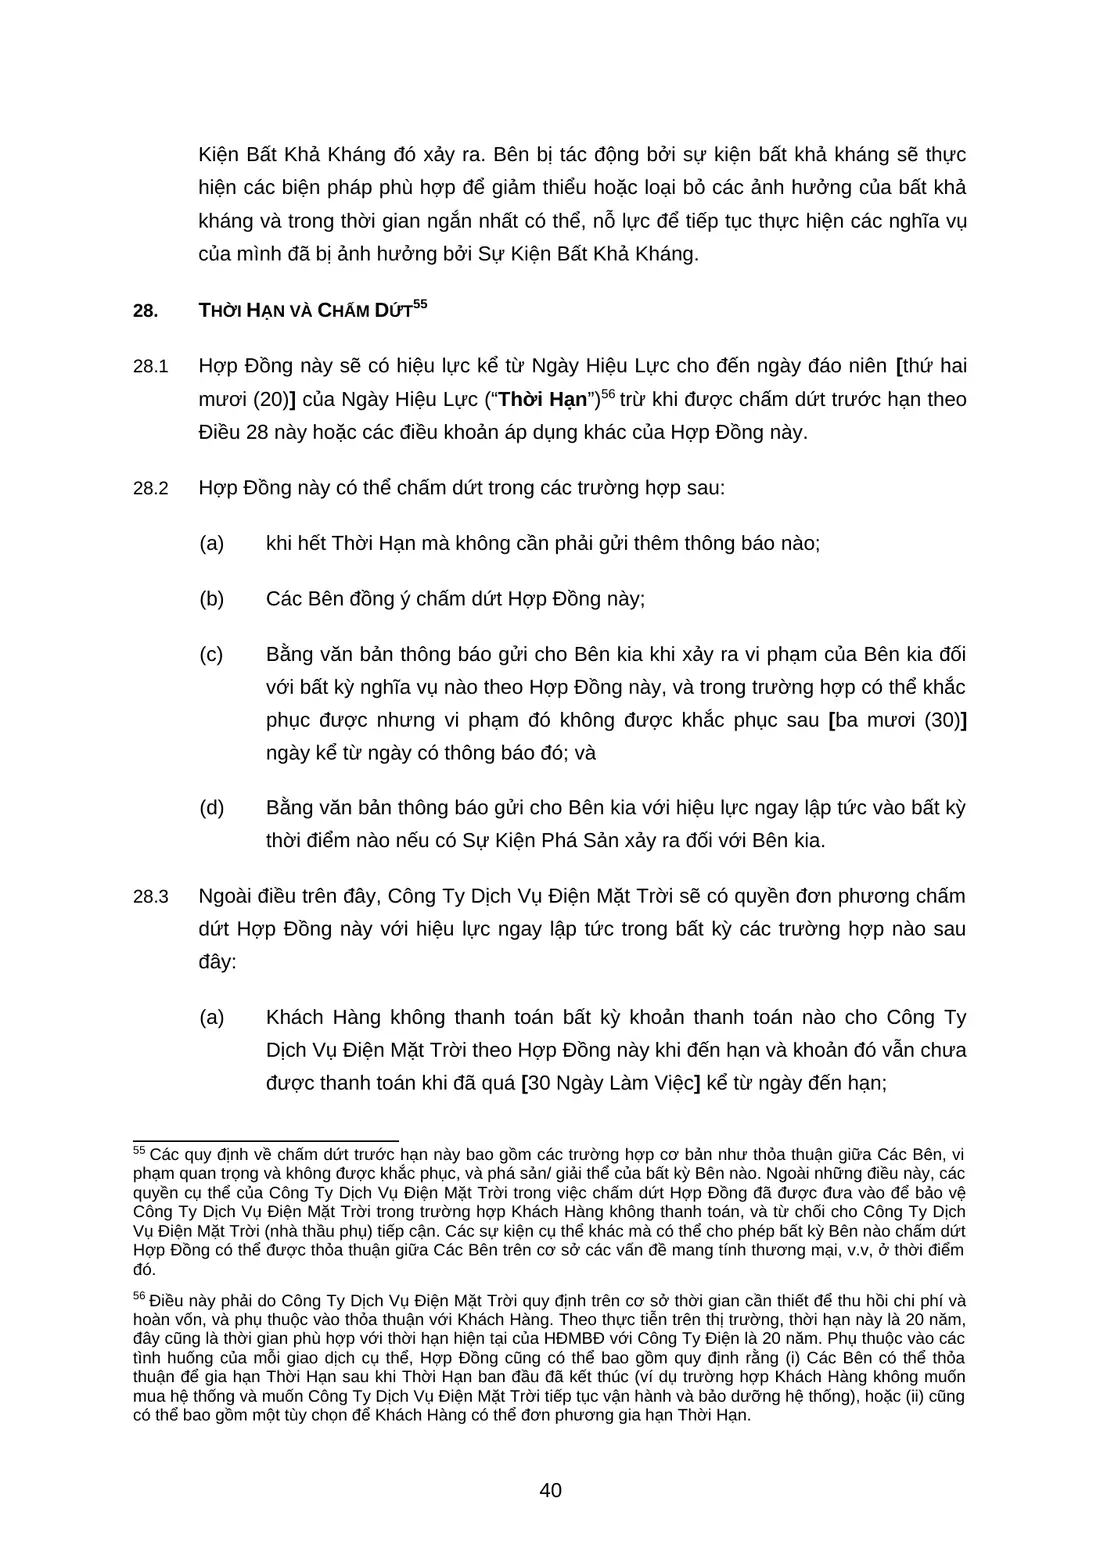 Kiện Bất Khả Kháng đó xảy ra. Bên bị tác động bởi sự kiện bất khả kháng sẽ thực
hiện các biện pháp phù hợp để giảm thiểu hoặc loại bỏ các ảnh hưởng của bất khả
kháng và trong thời gian ngắn nhất có thể, nỗ lực để tiếp tục thực hiện các nghĩa vụ
của mình đã bị ảnh hưởng bởi Sự Kiện Bất Khả Kháng.
28. THỜI HẠN VÀ CHẤM DỨT55
28.1 Hợp Đồng này sẽ có hiệu lực kể từ Ngày Hiệu Lực cho đến ngày đáo niên [thứ hai
mươi (20)] của Ngày Hiệu Lực (“Thời Hạn”)56 trừ khi được chấm dứt trước hạn theo
Điều 28 này hoặc các điều khoản áp dụng khác của Hợp Đồng này.
28.2 Hợp Đồng này có thể chấm dứt trong các trường hợp sau:
(a) khi hết Thời Hạn mà không cần phải gửi thêm thông báo nào;
(b) Các Bên đồng ý chấm dứt Hợp Đồng này;
(c) Bằng văn bản thông báo gửi cho Bên kia khi xảy ra vi phạm của Bên kia đối
với bất kỳ nghĩa vụ nào theo Hợp Đồng này, và trong trường hợp có thể khắc
phục được nhưng vi phạm đó không được khắc phục sau [ba mươi (30)]
ngày kể từ ngày có thông báo đó; và
(d) Bằng văn bản thông báo gửi cho Bên kia với hiệu lực ngay lập tức vào bất kỳ
thời điểm nào nếu có Sự Kiện Phá Sản xảy ra đối với Bên kia.
28.3 Ngoài điều trên đây, Công Ty Dịch Vụ Điện Mặt Trời sẽ có quyền đơn phương chấm
dứt Hợp Đồng này với hiệu lực ngay lập tức trong bất kỳ các trường hợp nào sau
đây:
(a) Khách Hàng không thanh toán bất kỳ khoản thanh toán nào cho Công Ty
Dịch Vụ Điện Mặt Trời theo Hợp Đồng này khi đến hạn và khoản đó vẫn chưa
được thanh toán khi đã quá [30 Ngày Làm Việc] kể từ ngày đến hạn;
55 Các quy định về chấm dứt trước hạn này bao gồm các trường hợp cơ bản như thỏa thuận giữa Các Bên, vi
phạm quan trọng và không được khắc phục, và phá sản/ giải thể của bất kỳ Bên nào. Ngoài những điều này, các
quyền cụ thể của Công Ty Dịch Vụ Điện Mặt Trời trong việc chấm dứt Hợp Đồng đã được đưa vào để bảo vệ
Công Ty Dịch Vụ Điện Mặt Trời trong trường hợp Khách Hàng không thanh toán, và từ chối cho Công Ty Dịch
Vụ Điện Mặt Trời (nhà thầu phụ) tiếp cận. Các sự kiện cụ thể khác mà có thể cho phép bất kỳ Bên nào chấm dứt
Hợp Đồng có thể được thỏa thuận giữa Các Bên trên cơ sở các vấn đề mang tính thương mại, v.v, ở thời điểm
đó.
56 Điều này phải do Công Ty Dịch Vụ Điện Mặt Trời quy định trên cơ sở thời gian cần thiết để thu hồi chi phí và
hoàn vốn, và phụ thuộc vào thỏa thuận với Khách Hàng. Theo thực tiễn trên thị trường, thời hạn này là 20 năm,
đây cũng là thời gian phù hợp với thời hạn hiện tại của HĐMBĐ với Công Ty Điện là 20 năm. Phụ thuộc vào các
tình huống của mỗi giao dịch cụ thể, Hợp Đồng cũng có thể bao gồm quy định rằng (i) Các Bên có thể thỏa
thuận để gia hạn Thời Hạn sau khi Thời Hạn ban đầu đã kết thúc (ví dụ trường hợp Khách Hàng không muốn
mua hệ thống và muốn Công Ty Dịch Vụ Điện Mặt Trời tiếp tục vận hành và bảo dưỡng hệ thống), hoặc (ii) cũng
có thể bao gồm một tùy chọn để Khách Hàng có thể đơn phương gia hạn Thời Hạn.
40